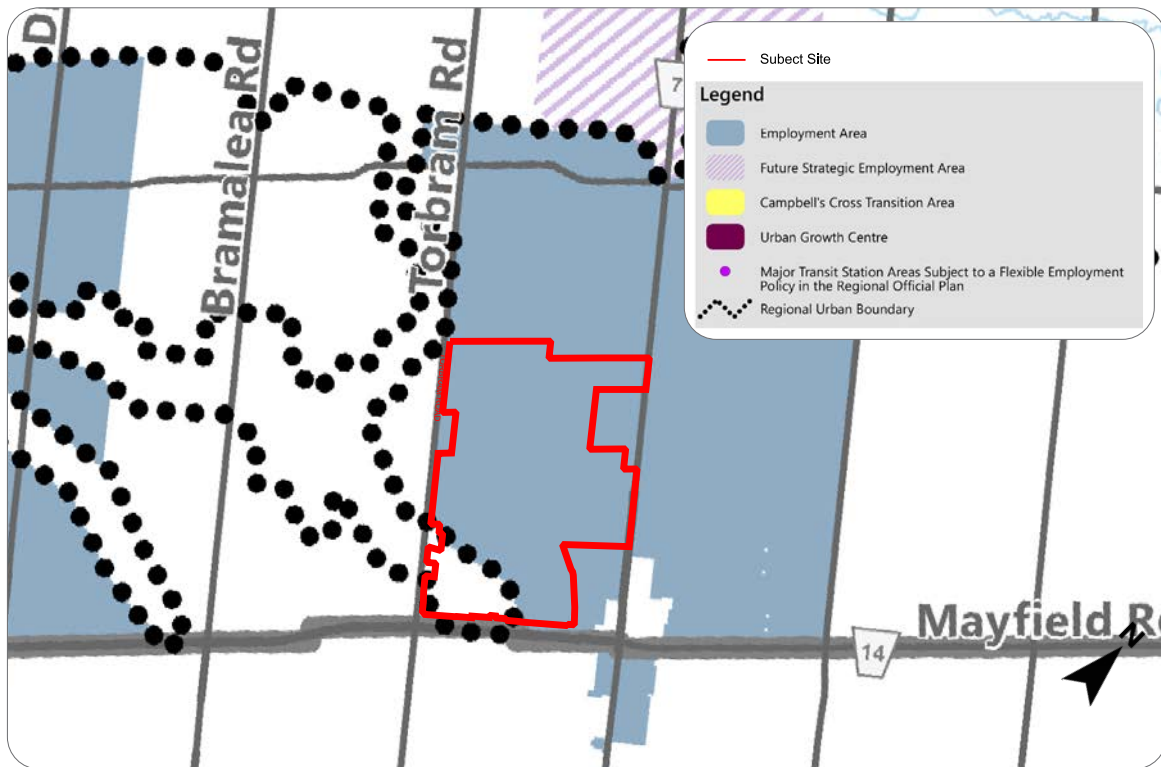 D
Bramalea Rd
Torbram Rd
7
Subect Site
Legend
Employment Area
Future Strategic Employment Area
Campbell's Cross Transition Area
Urban Growth Centre
Major Transit Station Areas Subject to a Flexible Employment
Policy in the Regional Official Plan
Regional Urban Boundary
Mayfield R
14
N